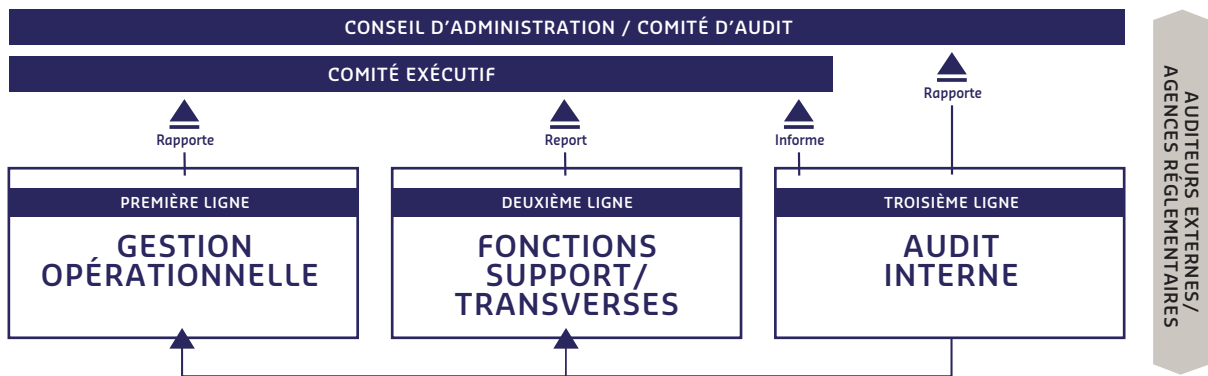 CONSEIL D'ADMINISTRATION / COMITÉ D'AUDIT
COMITÉ EXÉCUTIF
Rapporte
Rapporte
Report
Informe
PREMIÈRE LIGNE
GESTION
OPÉRATIONNELLE
DEUXIÈME LIGNE
FONCTIONS
SUPPORT/
TRANSVERSES
TROISIÈME LIGNE
AUDIT
INTERNE
AUDITEURS EXTERNES/
AGENCES RÉGLEMENTAIRES